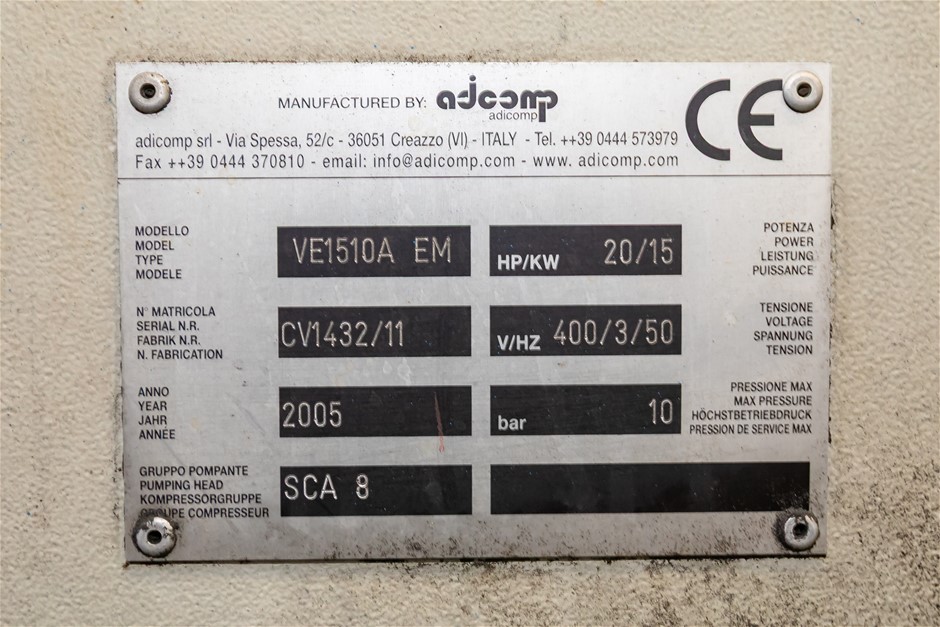 MANUFACTURED BY: adicomp
adicomp
adicomp srl - Via Spessa, 52/c - 36051 Creazzo (VI) - ITALY - Tel. ++39 0444 573979
Fax ++39 0444 370810 - email: info@adicomp.com - www. adicomp.com
CE
MODELLO
MODEL
TYPE
MODELE
VE1510A EM
HP/KW 20/15
POTENZA
POWER
LEISTUNG
PUISSANCE
N° MATRICOLA
SERIAL N.R.
FABRIK N.R.
N. FABRICATION
CV1432/11
V/HZ 400/3/50
TENSIONE
VOLTAGE
SPANNUNG
TENSION
ANNO
YEAR
JAHR
ANNÉE
2005
bar 10
PRESSIONE MAX
MAX PRESSURE
HÖCHSTBETRIEBDRUCK
PRESSION DE SERVICE MAX
GRUPPO POMPANTE
PUMPING HEAD
KOMPRESSORGRUPPE
GROUPE COMPRESSEUR
SCA 8